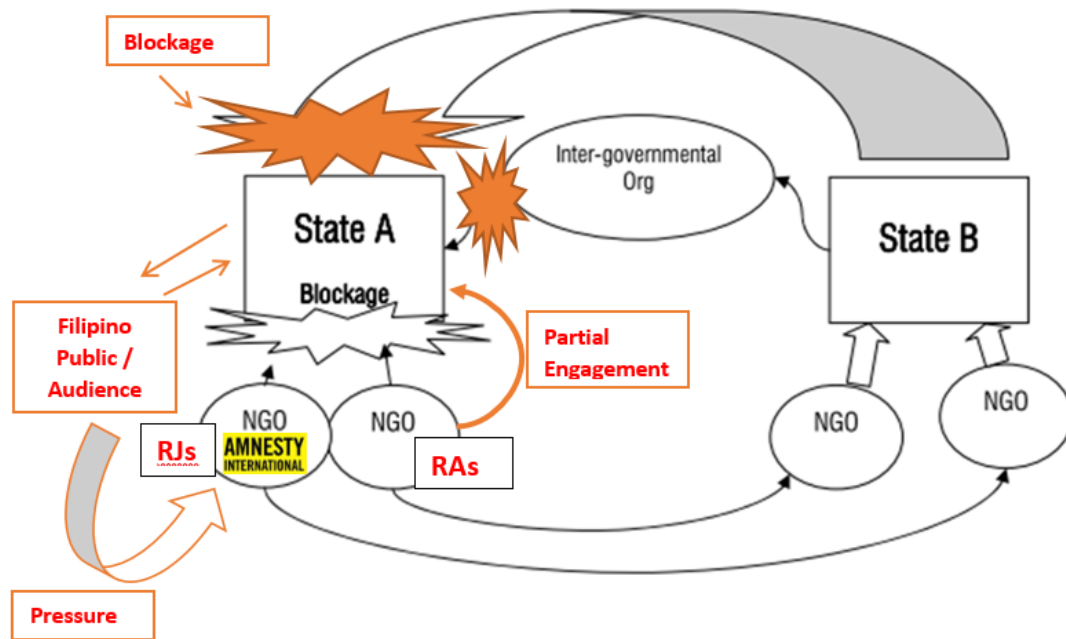 Blockage
Inter-governmental
Org
State A
Blockage
State B
Filipino
Public /
Audience
Partial
Engagement
NGO
AMNESTY
INTERNATIONAL
RJs
NGO
RAs
NGO
NGO
Pressure